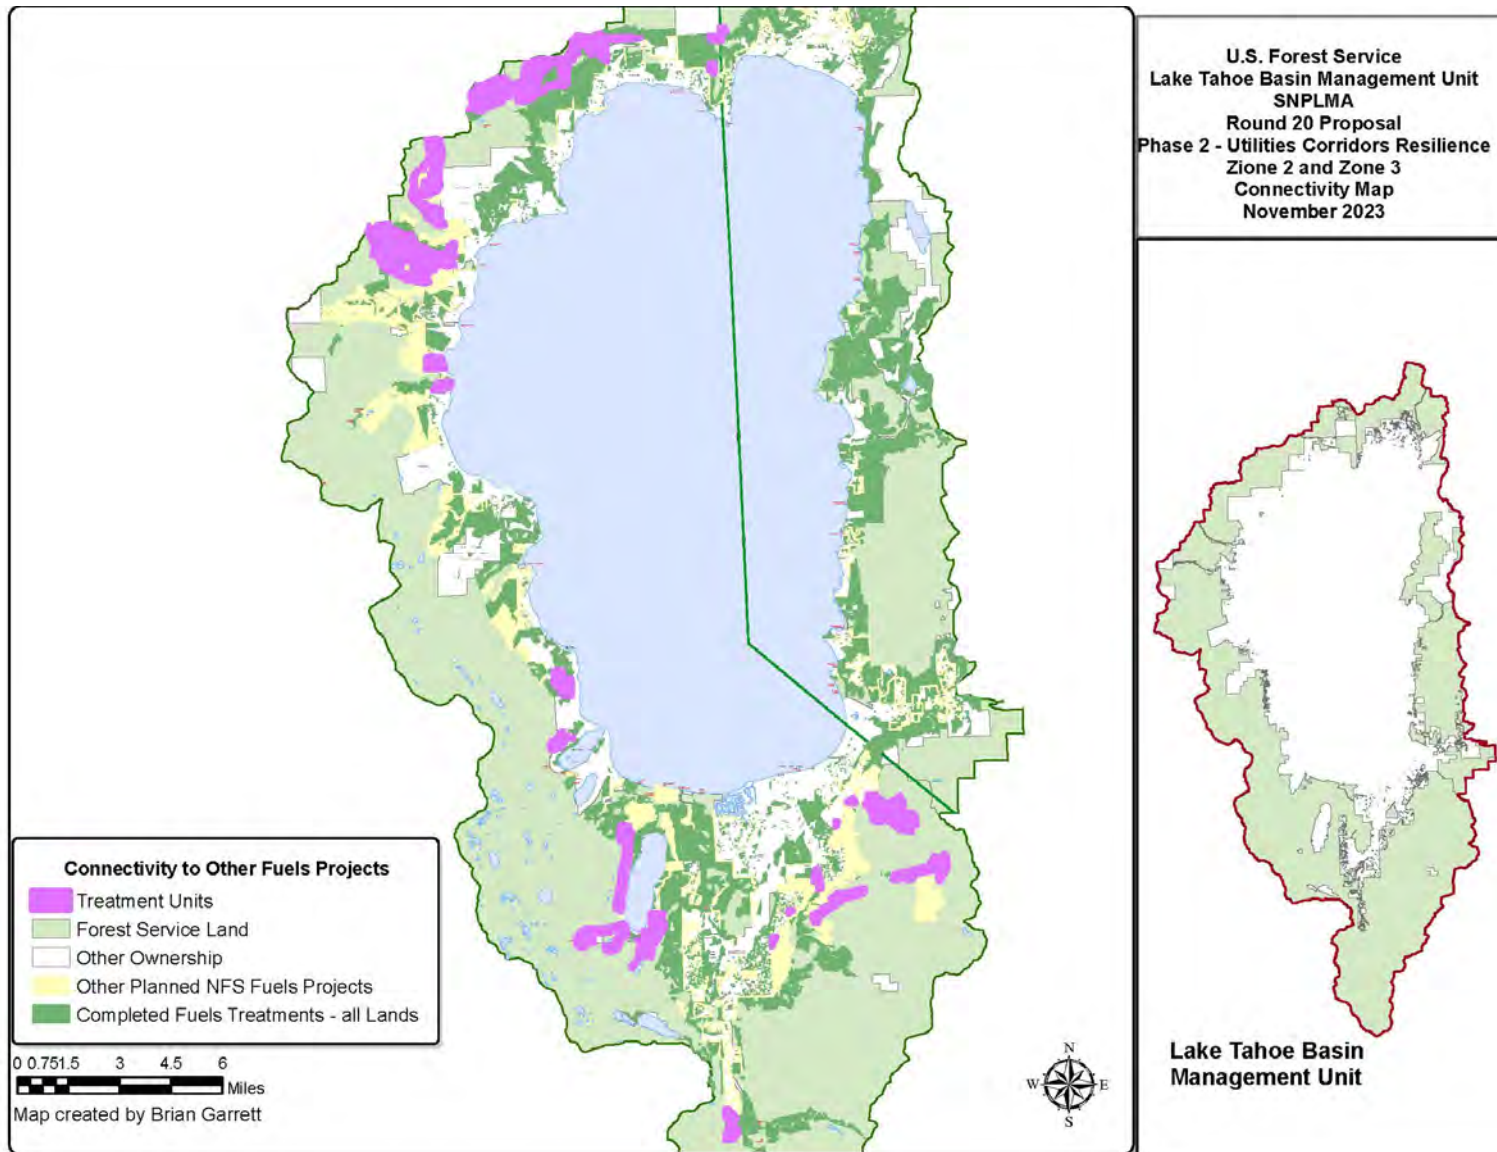 U.S. Forest Service
Lake Tahoe Basin Management Unit
SNPLMA
Round 20 Proposal
Phase 2 - Utilities Corridors Resilience
Zione 2 and Zone 3
Connectivity Map
November 2023
Connectivity to Other Fuels Projects
Treatment Units
Forest Service Land
Other Ownership
Other Planned NFS Fuels Projects
Completed Fuels Treatments - all Lands
0 0.751.5 3 4.5 6
Miles
Map created by Brian Garrett
N
W E
S
Lake Tahoe Basin
Management Unit